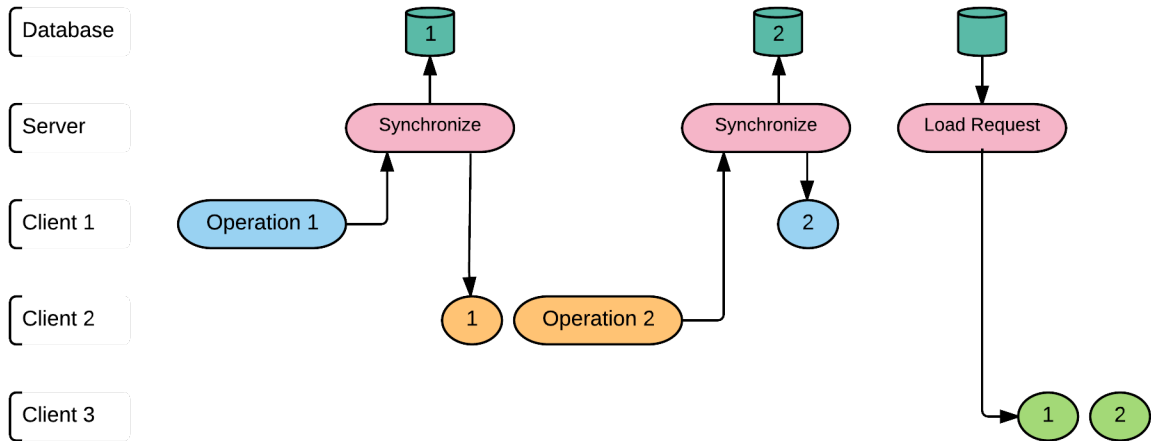 Database
1
2
Server
Synchronize
Synchronize
Load Request
Client 1
Operation 1
2
Client 2
1
Operation 2
Client 3
1
2